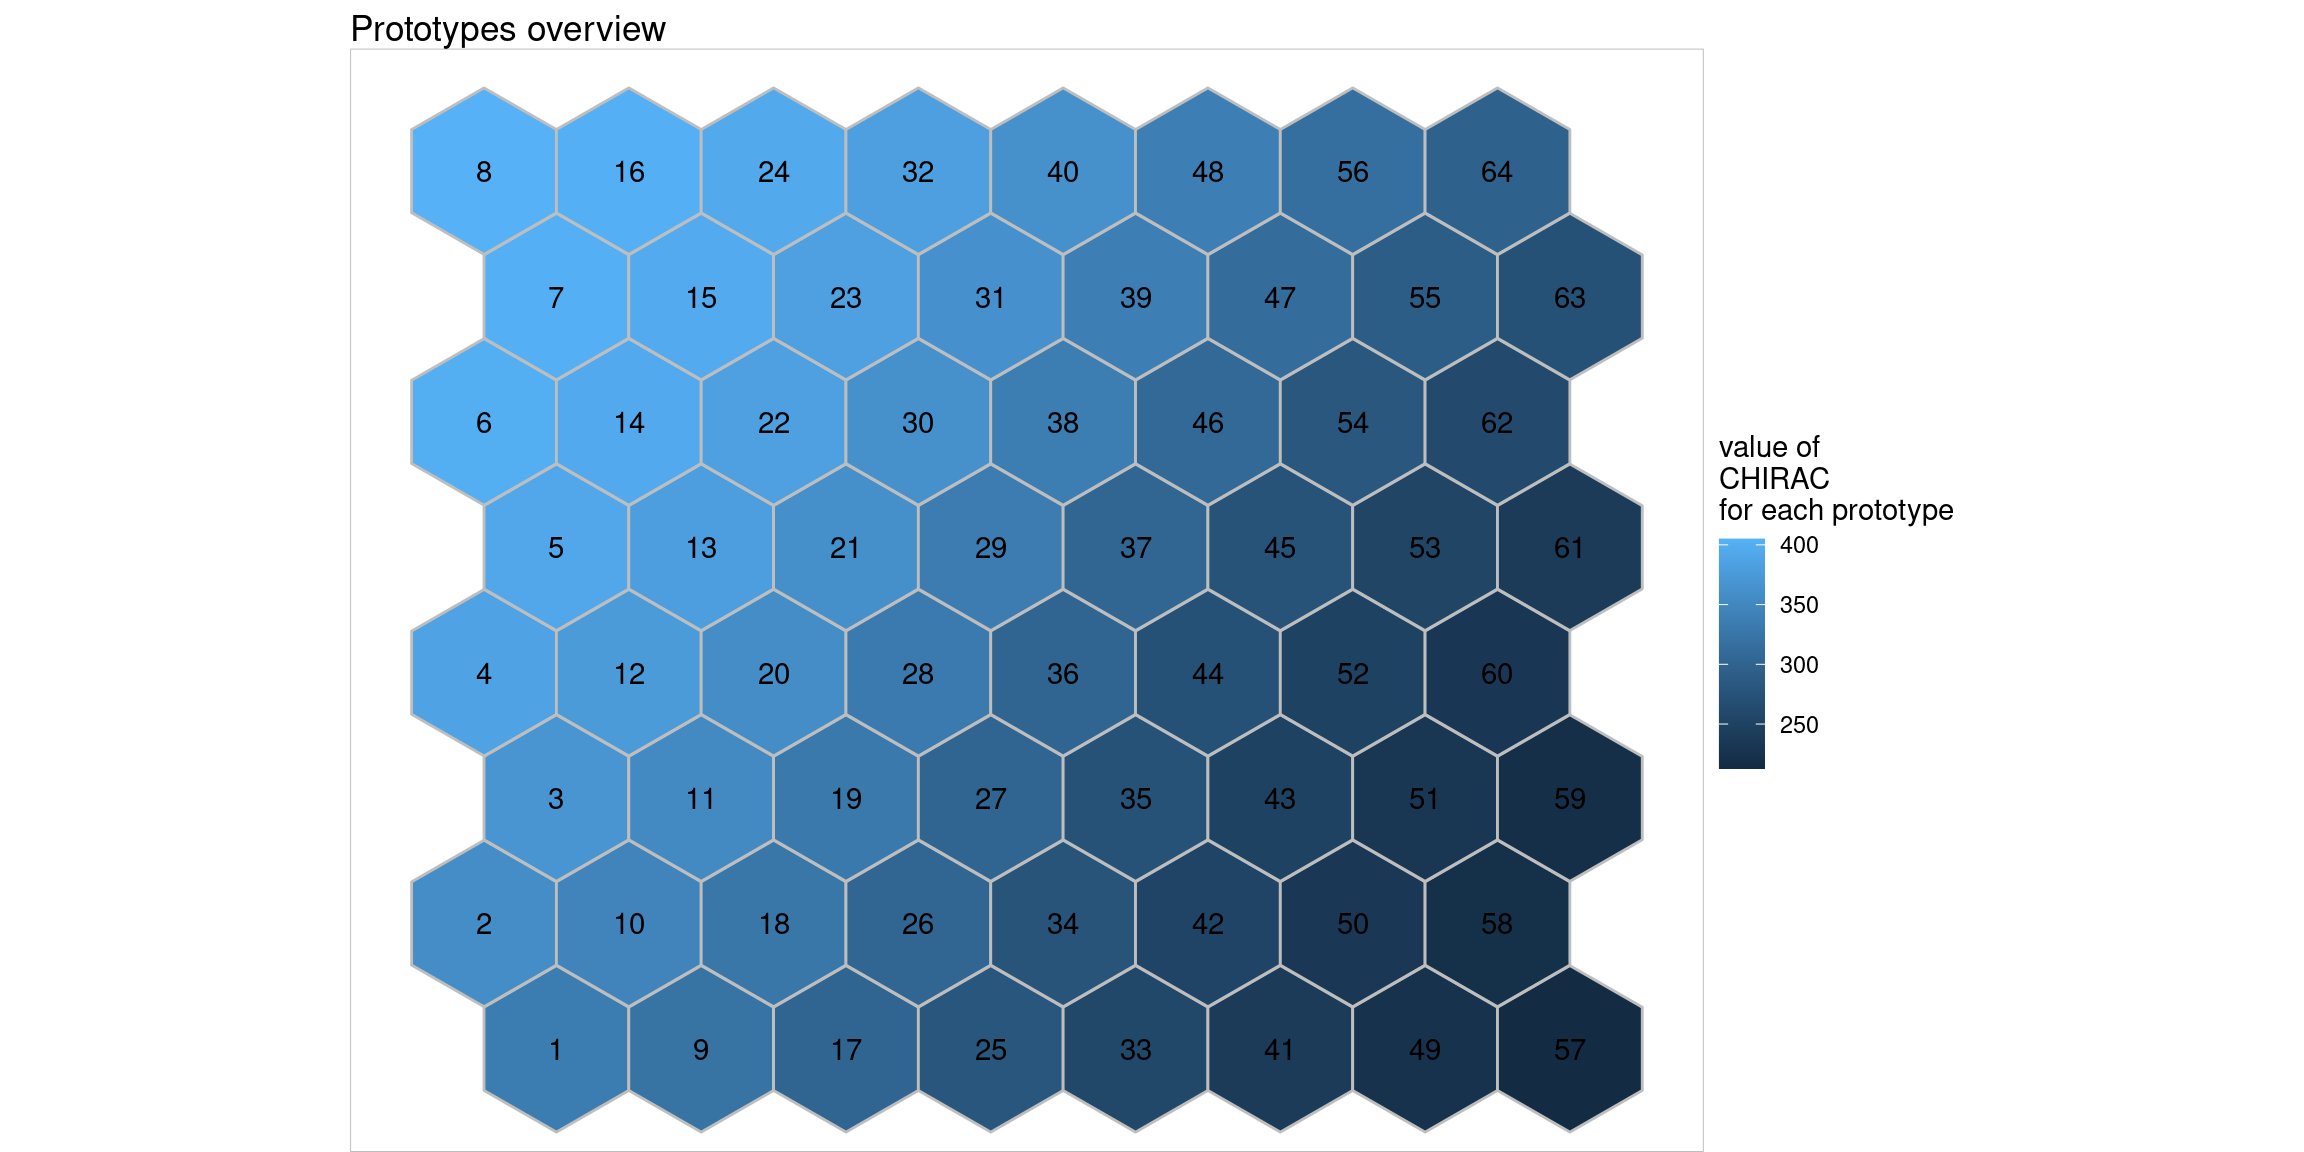 Prototypes overview
8 16 24 32 40 48 56 64
7 15 23 31 39 47 55 63
6 14 22 30 38 46 54 62
5 13 21 29 37 45 53 61
4 12 20 28 36 44 52 60
3 11 19 27 35 43 51 59
2 10 18 26 34 42 50 58
1 9 17 25 33 41 49 57
value of
CHIRAC
for each prototype
400
350
300
250